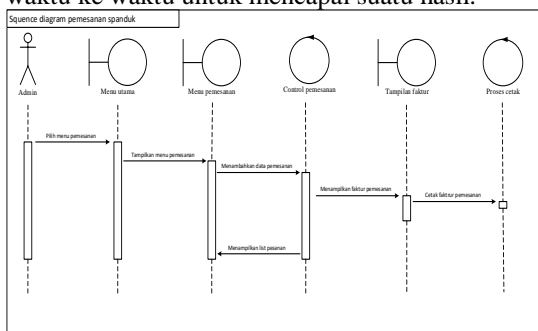 waktu ke waktu untuk mencapai suatu hasil.
Squence diagram pemesanan spanduk
Admin
Menu utama
Menu pemesanan
Control pemesanan
Tampilan faktur
Proses cetak
Pilih menu pemesanan
Tampilkan menu pemesanan
Menambahkan data pemesanan
Menampilkan faktur pemesanan
Cetak faktrur pemesanan
Menampilkan list pesanan